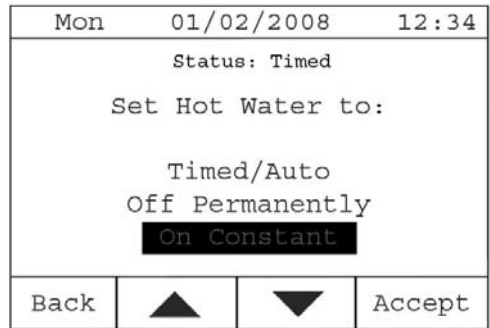 Mon 01/02/2008 12:34
Status: Timed
Set Hot Water to:
Timed/Auto
Off Permanently
On Constant
Back Accept